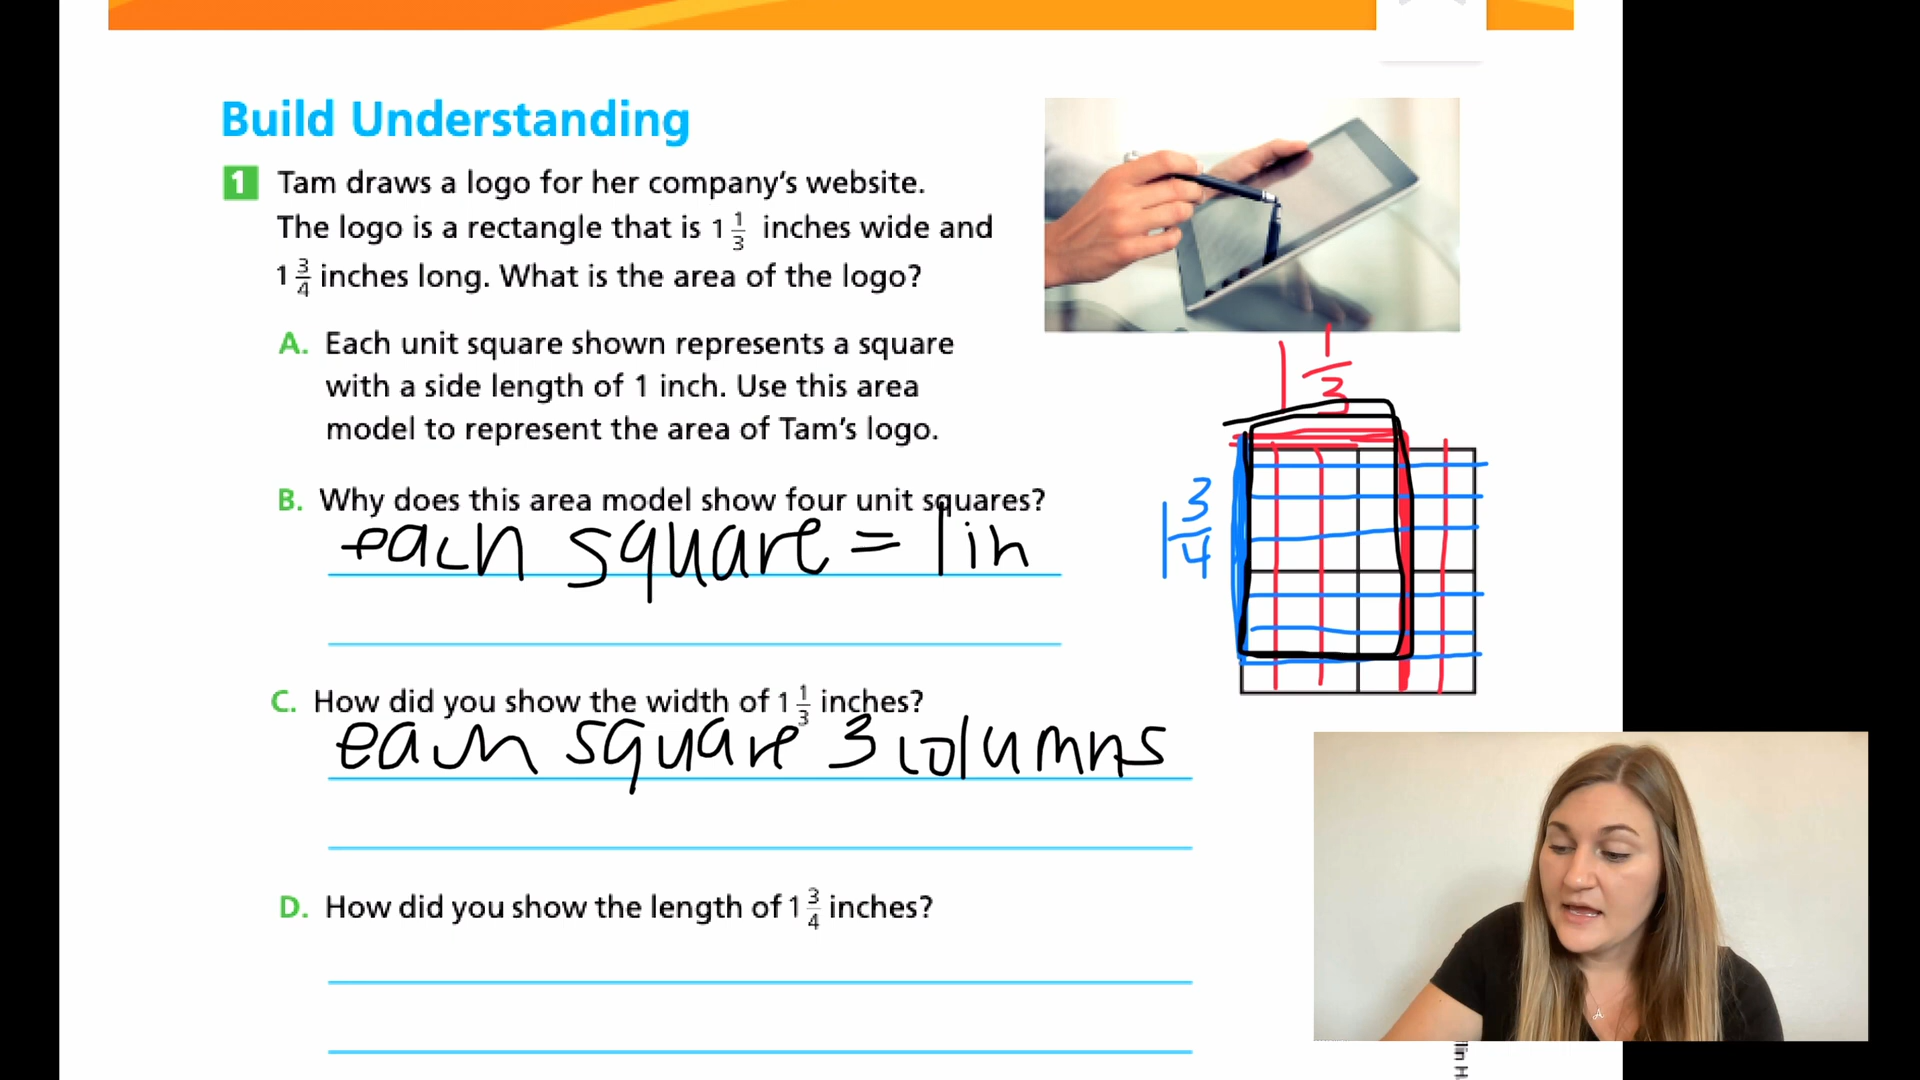 Build Understanding
1 Tam draws a logo for her company's website.
The logo is a rectangle that is 1 1/3 inches wide and
1 3/4 inches long. What is the area of the logo?
A. Each unit square shown represents a square
with a side length of 1 inch. Use this area
model to represent the area of Tam's logo.
1 1/3
1 3/4
B. Why does this area model show four unit squares?
each square = 1 in
C. How did you show the width of 1 1/3 inches?
each square 3 columns
D. How did you show the length of 1 3/4 inches?